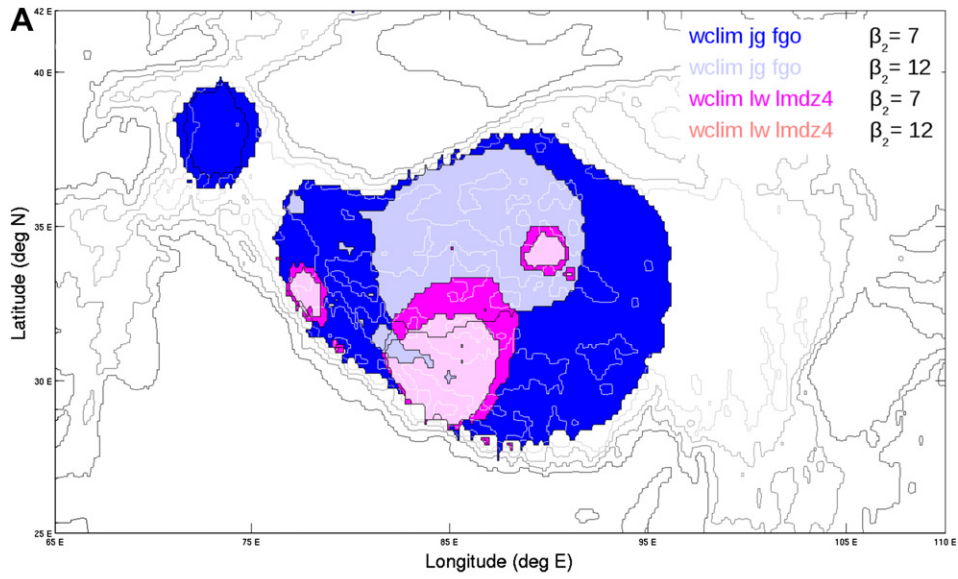 A
wclim jg fgo β₂= 7
wclim jg fgo β₂= 12
wclim lw lmdz4 β₂= 7
wclim lw lmdz4 β₂= 12
42 E
40 E
35 E
30 E
25 E
Latitude (deg N)
65 E 75 E 85 E 95 E 105 E 110 E
Longitude (deg E)